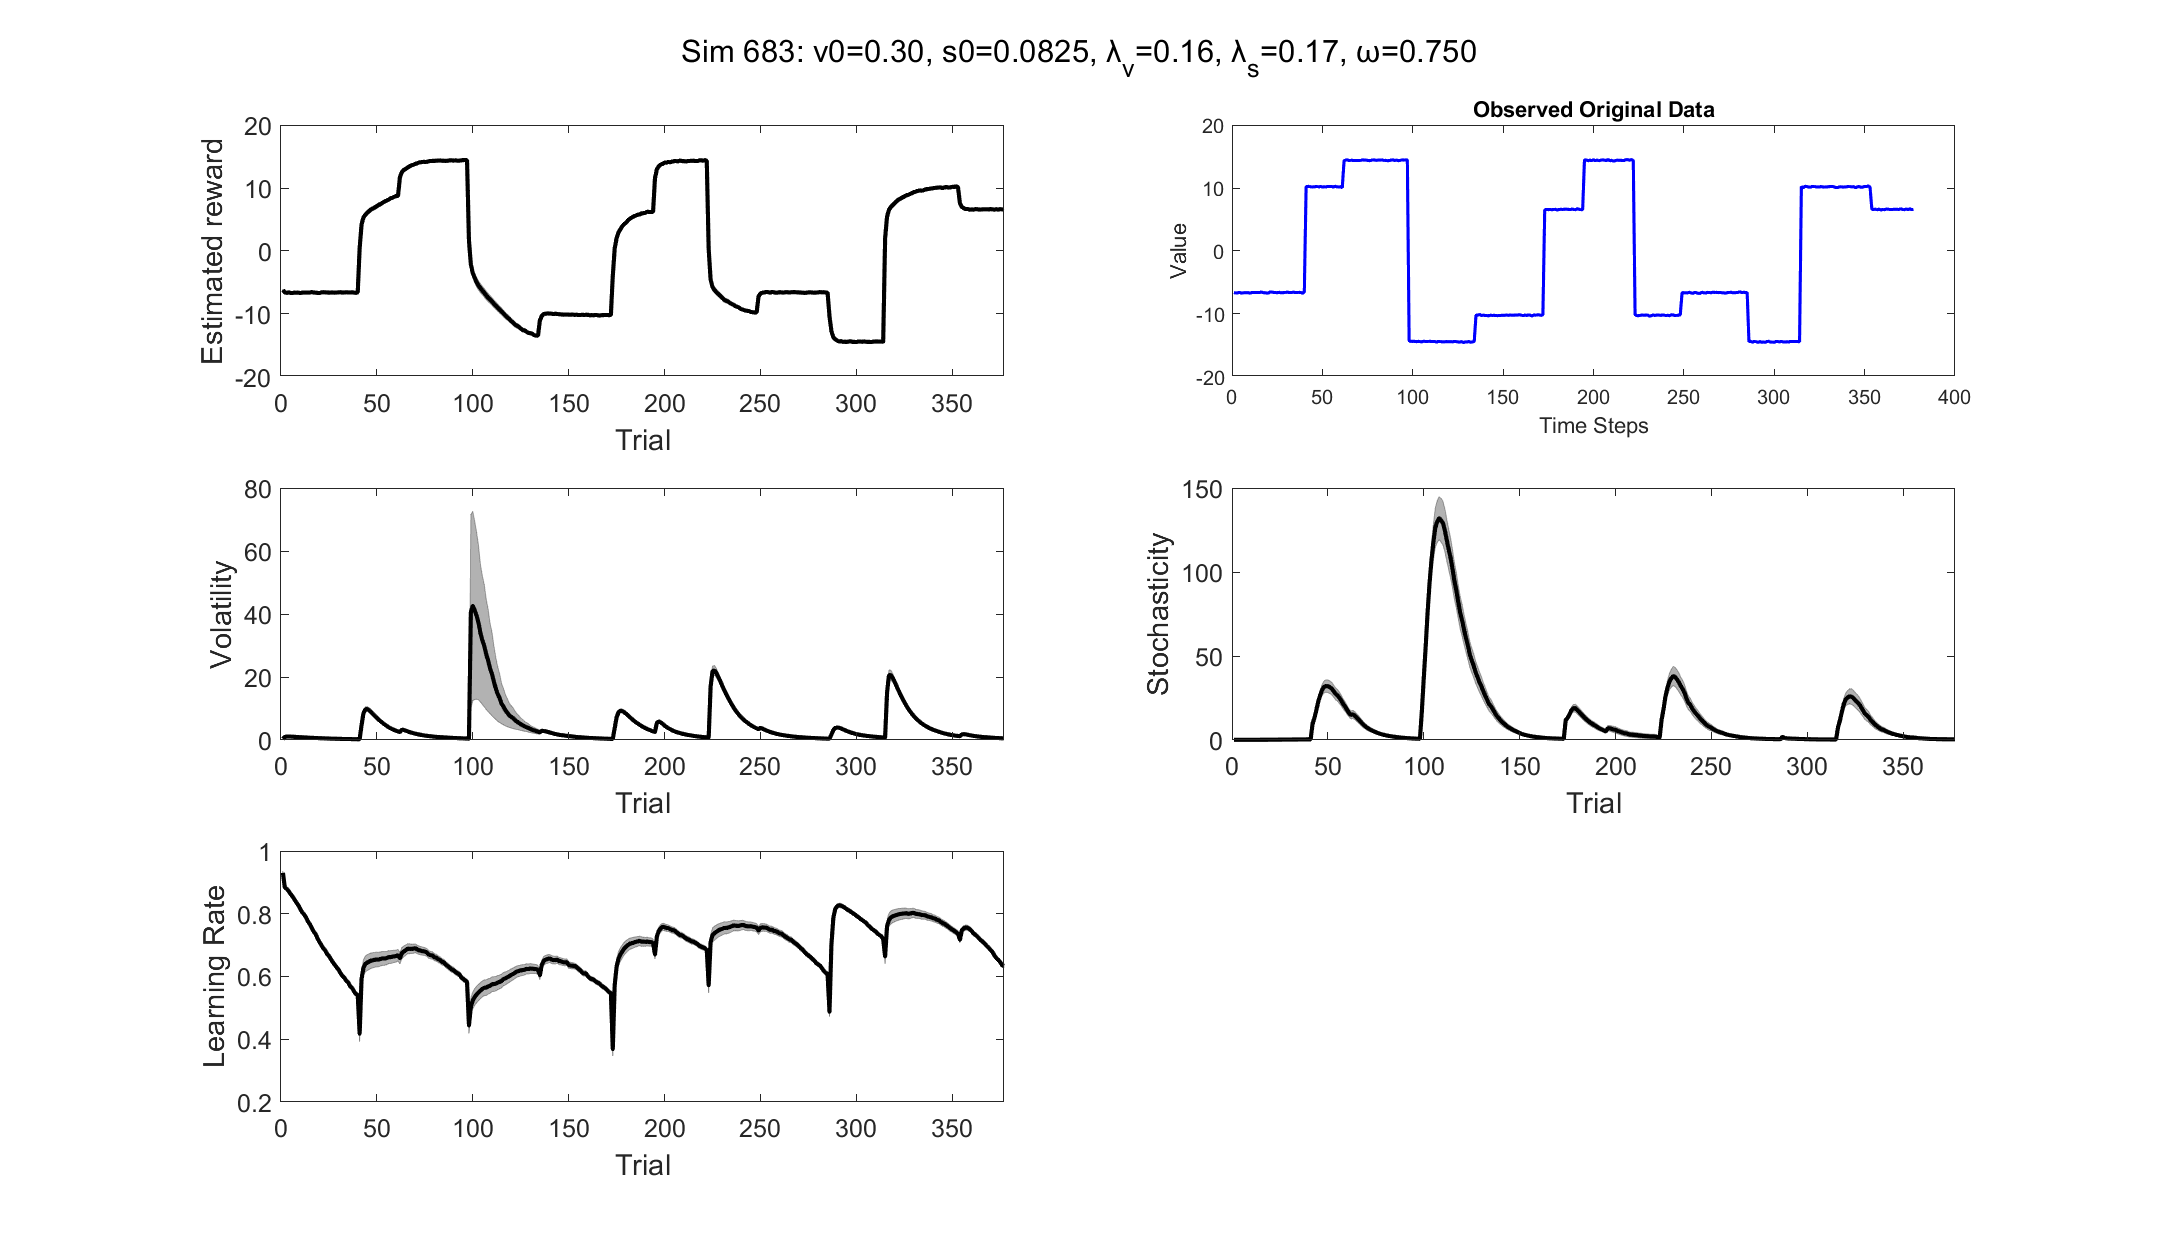 Sim 683: v0=0.30, s0=0.0825, λv=0.16, λs=0.17, ω=0.750
Estimated reward
20
10
0
-10
-20
0 50 100 150 200 250 300 350
Trial
Observed Original Data
Value
20
10
0
-10
-20
0 50 100 150 200 250 300 350 400
Time Steps
Volatility
80
60
40
20
0
0 50 100 150 200 250 300 350
Trial
Stochasticity
150
100
50
0
0 50 100 150 200 250 300 350
Trial
Learning Rate
1
0.8
0.6
0.4
0.2
0 50 100 150 200 250 300 350
Trial